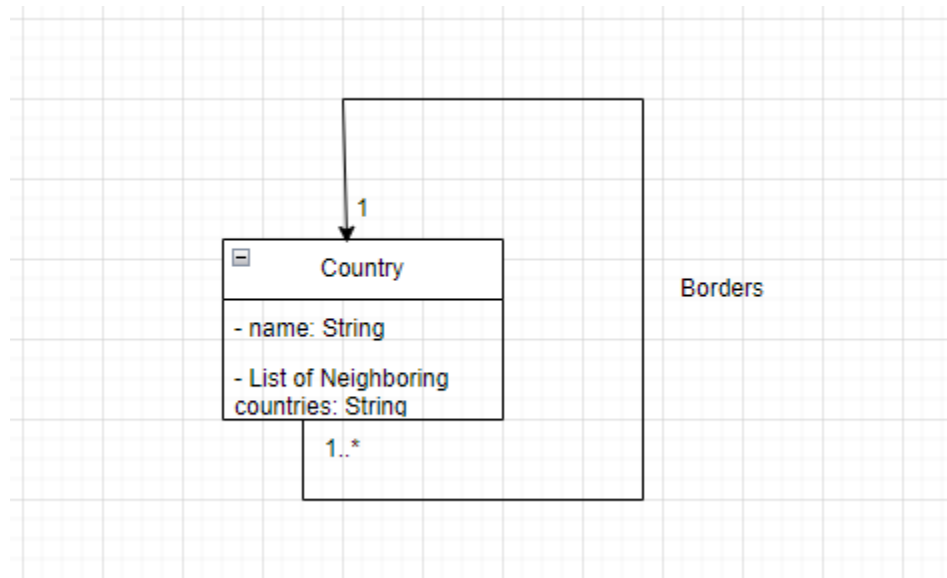 1
Country
Borders
- name: String
- List of Neighboring
countries: String
1..*